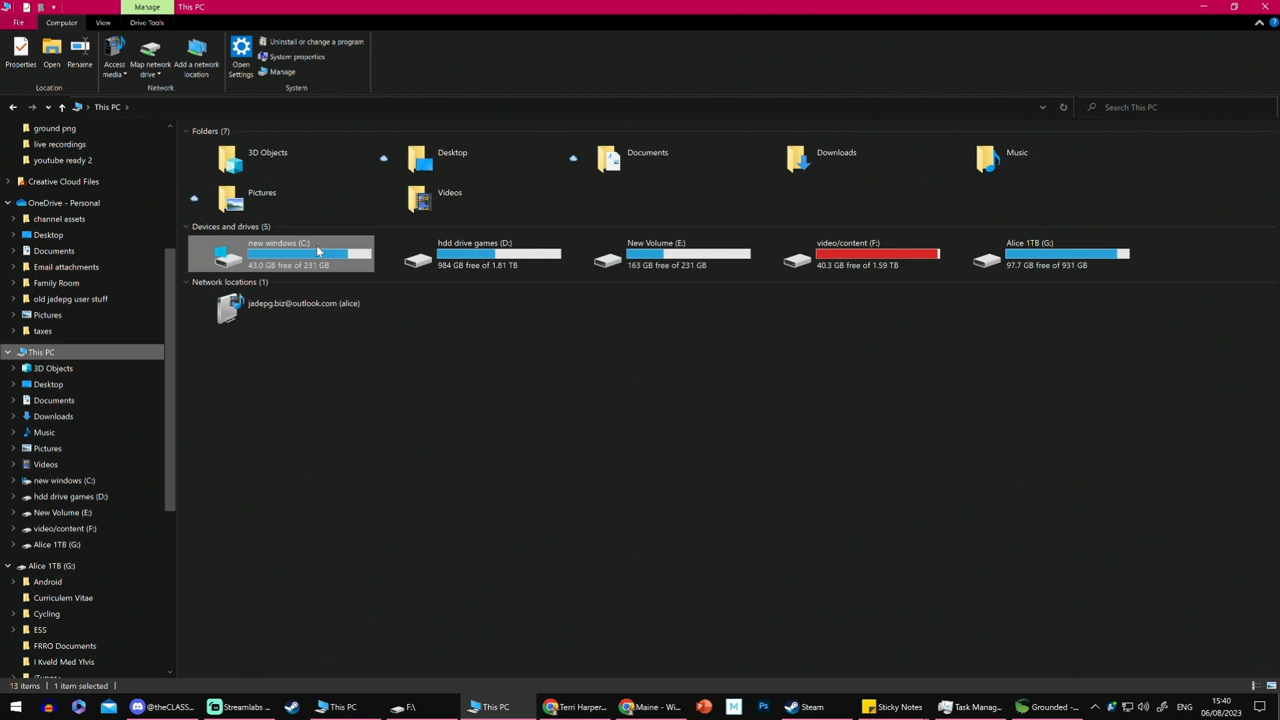 Manage
This PC
File
Computer
View
Drive Tools
Properties
Open
Rename
Access media
Map network drive
Add a network location
Open Settings
Uninstall or change a program
System properties
Manage
Location
Network
System
This PC
Search This PC
ground png
live recordings
youtube ready 2
Creative Cloud Files
OneDrive - Personal
channel assets
Desktop
Documents
Email attachments
Family Room
old jadepg user stuff
Pictures
taxes
This PC
3D Objects
Desktop
Documents
Downloads
Music
Pictures
Videos
new windows (C:)
hdd drive games (D:)
New Volume (E:)
video/content (F:)
Alice 1TB (G:)
Alice 1TB (G:)
Android
Curriculum Vitae
Cycling
ESS
FRRO Documents
I Kveld Med Ylvis
Folders (7)
3D Objects
Desktop
Documents
Downloads
Music
Pictures
Videos
Devices and drives (5)
new windows (C:)
43.0 GB free of 231 GB
hdd drive games (D:)
984 GB free of 1.81 TB
New Volume (E:)
163 GB free of 231 GB
video/content (F:)
40.3 GB free of 1.59 TB
Alice 1TB (G:)
97.7 GB free of 931 GB
Network locations (1)
jadepg.biz@outlook.com (alice)
13 items
1 item selected
@theCLASS...
Streamlabs ...
This PC
F:\
This PC
Terri Harper...
Maine - Wi...
M
Steam
Sticky Notes
Task Manag...
Grounded -...
ENG
15:40
06/08/2023